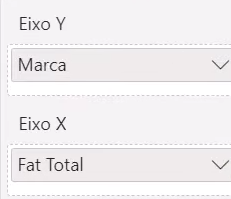 Eixo Y
Marca
Eixo X
Fat Total